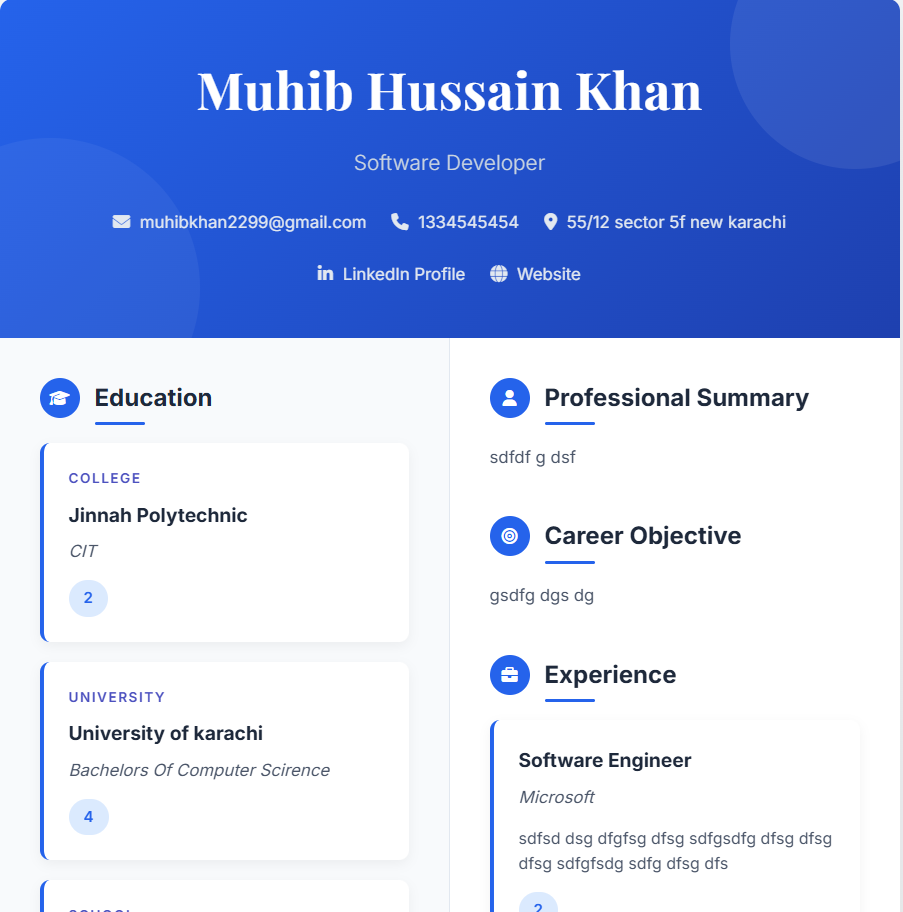 Muhib Hussain Khan
Software Developer
muhibkhan2299@gmail.com 1334545454 55/12 sector 5f new karachi
LinkedIn Profile Website
Education
COLLEGE
Jinnah Polytechnic
CIT
2
UNIVERSITY
University of karachi
Bachelors Of Computer Scirence
4
SCHOOL
Professional Summary
sdfdf g dsf
Career Objective
gsdfg dgs dg
Experience
Software Engineer
Microsoft
sdfsd dsg dfgfsg dfsg sdfgsdfg dfsg dfsg
dfsg sdfgfsdg sdfg dfsg dfs
2